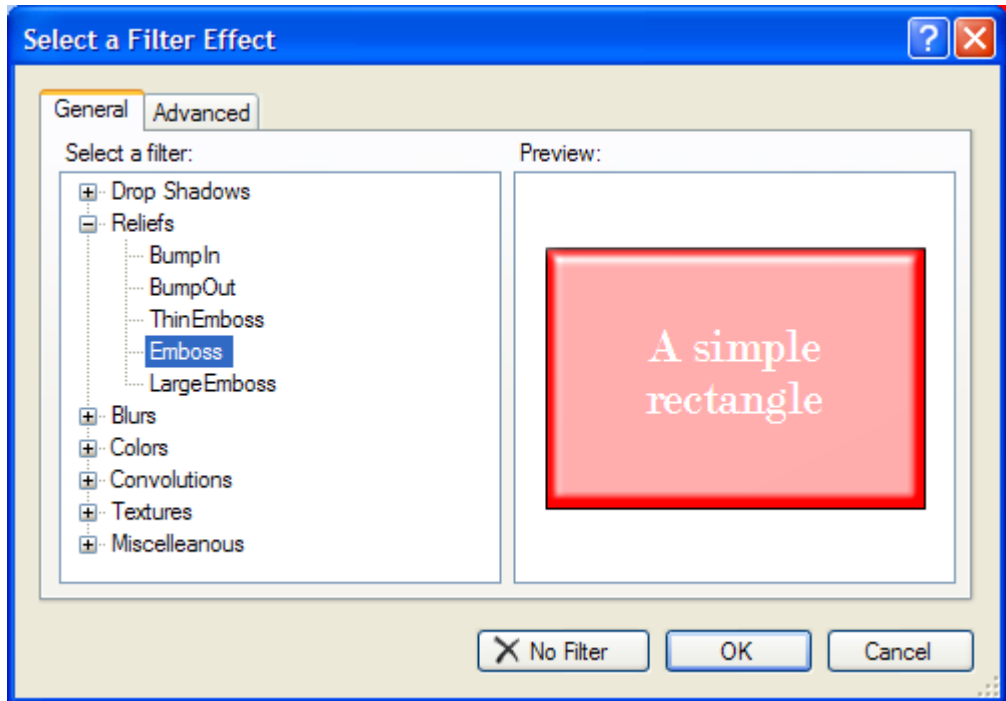 Select a Filter Effect
General
Advanced
Select a filter:
Drop Shadows
Reliefs
BumpIn
BumpOut
ThinEmboss
Emboss
LargeEmboss
Blurs
Colors
Convolutions
Textures
Miscelleanous
Preview:
A simple
rectangle
No Filter
OK
Cancel